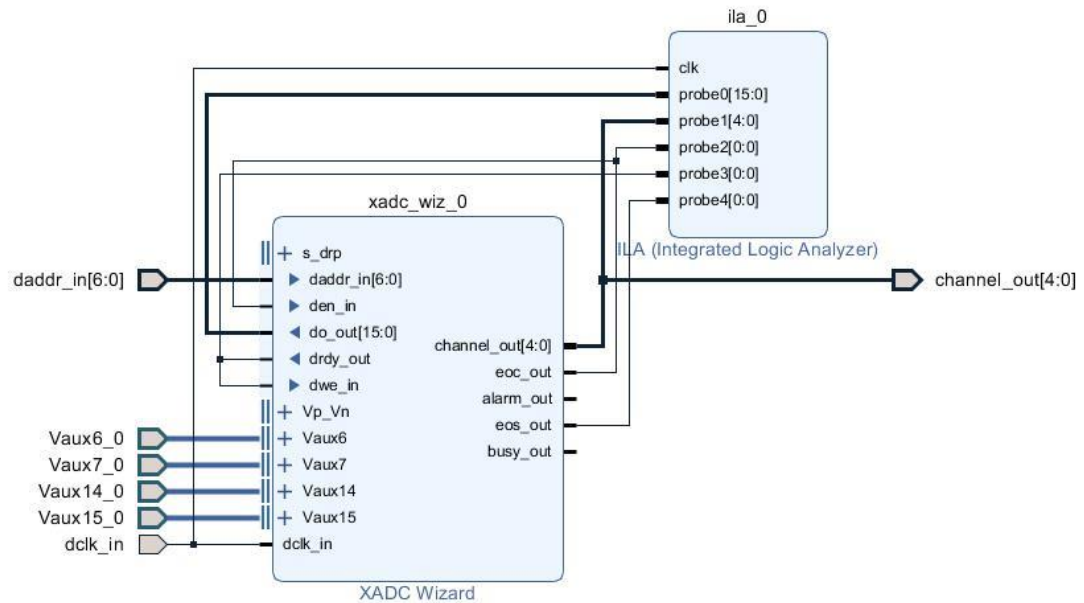 ila_0
clk
probe0[15:0]
probe1[4:0]
probe2[0:0]
probe3[0:0]
probe4[0:0]
ILA (Integrated Logic Analyzer)
xadc_wiz_0
s_drp
daddr_in[6:0]
daddr_in[6:0]
den_in
do_out[15:0]
drdy_out
dwe_in
Vp_Vn
Vaux6_0
Vaux6
Vaux7_0
Vaux7
Vaux14_0
Vaux14
Vaux15_0
Vaux15
dclk_in
dclk_in
channel_out[4:0]
eoc_out
alarm_out
eos_out
busy_out
channel_out[4:0]
XADC Wizard